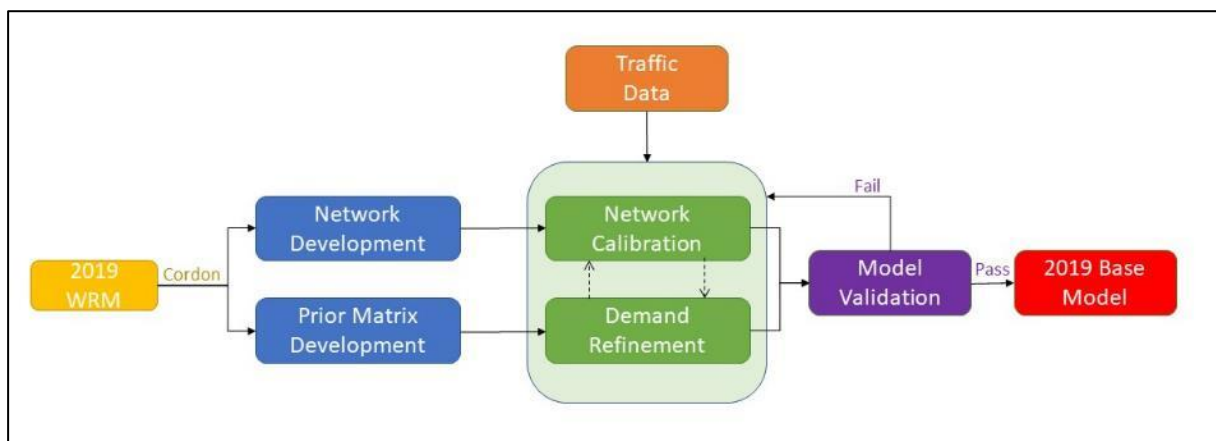 Traffic
Data
Network
Development
Network
Calibration
Fail
2019
WRM
Cordon
Model
Validation
Pass
2019 Base
Model
Prior Matrix
Development
Demand
Refinement